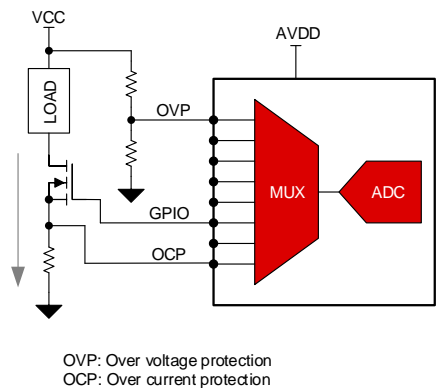 VCC
AVDD
LOAD
OVP
MUX
ADC
GPIO
OCP
OVP: Over voltage protection
OCP: Over current protection